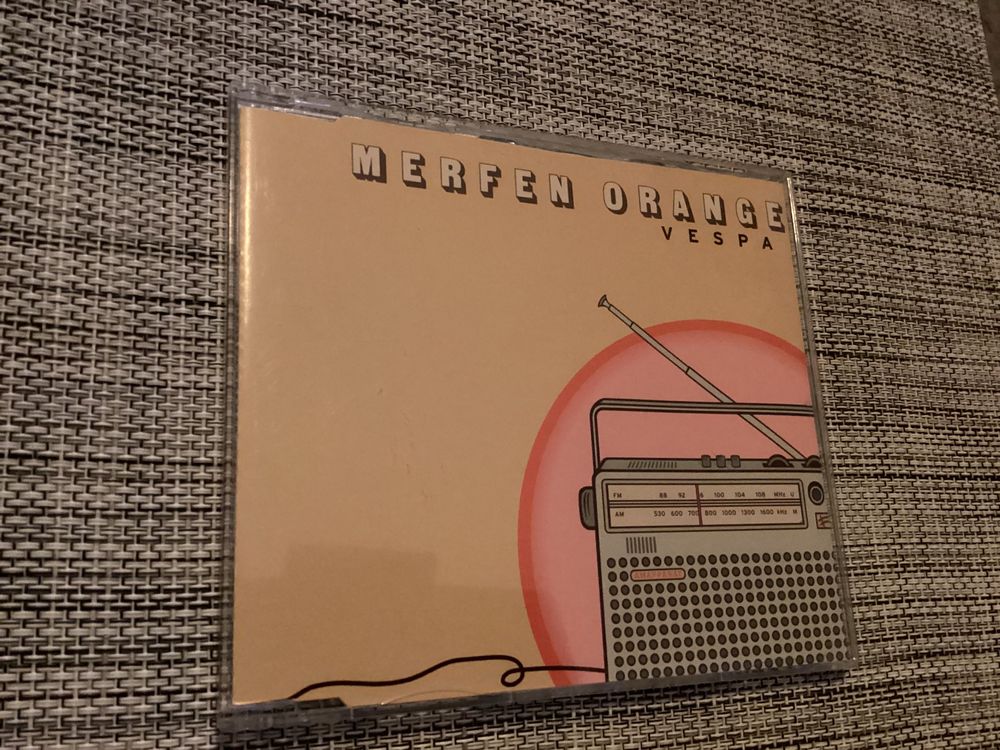 MERFEN ORANGE
VESPA
FM 88 92 6 100 104 108 MHz U
AM 530 600 700 800 1000 1300 1600 kHz M